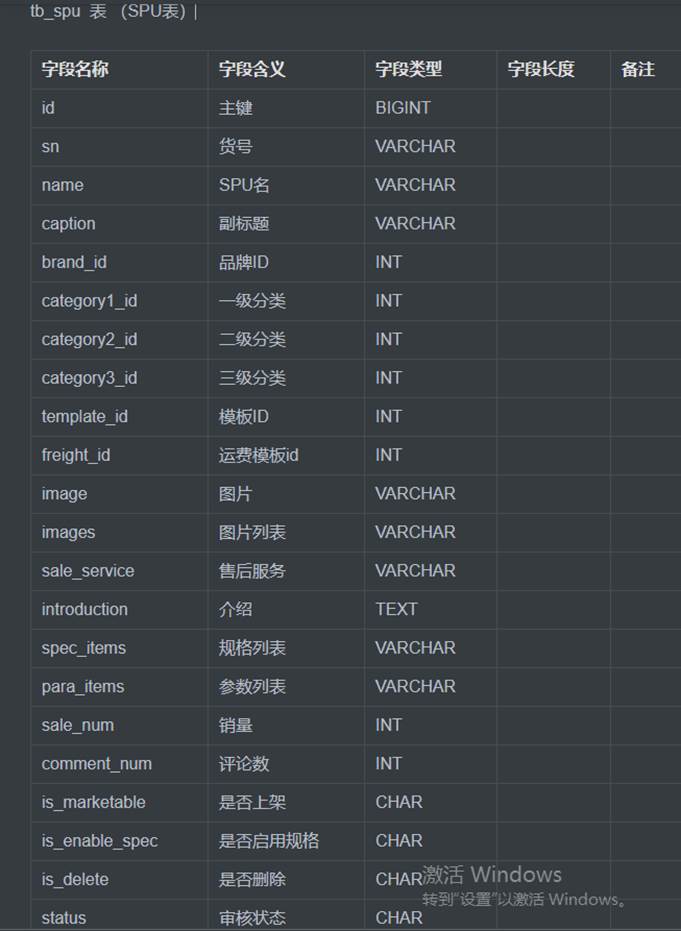 tb_spu 表 （SPU表）
字段名称 字段含义 字段类型 字段长度 备注
id 主键 BIGINT
sn 货号 VARCHAR
name SPU名 VARCHAR
caption 副标题 VARCHAR
brand_id 品牌ID INT
category1_id 一级分类 INT
category2_id 二级分类 INT
category3_id 三级分类 INT
template_id 模板ID INT
freight_id 运费模板id INT
image 图片 VARCHAR
images 图片列表 VARCHAR
sale_service 售后服务 VARCHAR
introduction 介绍 TEXT
spec_items 规格列表 VARCHAR
para_items 参数列表 VARCHAR
sale_num 销量 INT
comment_num 评论数 INT
is_marketable 是否上架 CHAR
is_enable_spec 是否启用规格 CHAR
is_delete 是否删除 CHAR
激活 Windows
转到“设置”以激活 Windows。
status 审核状态 CHAR